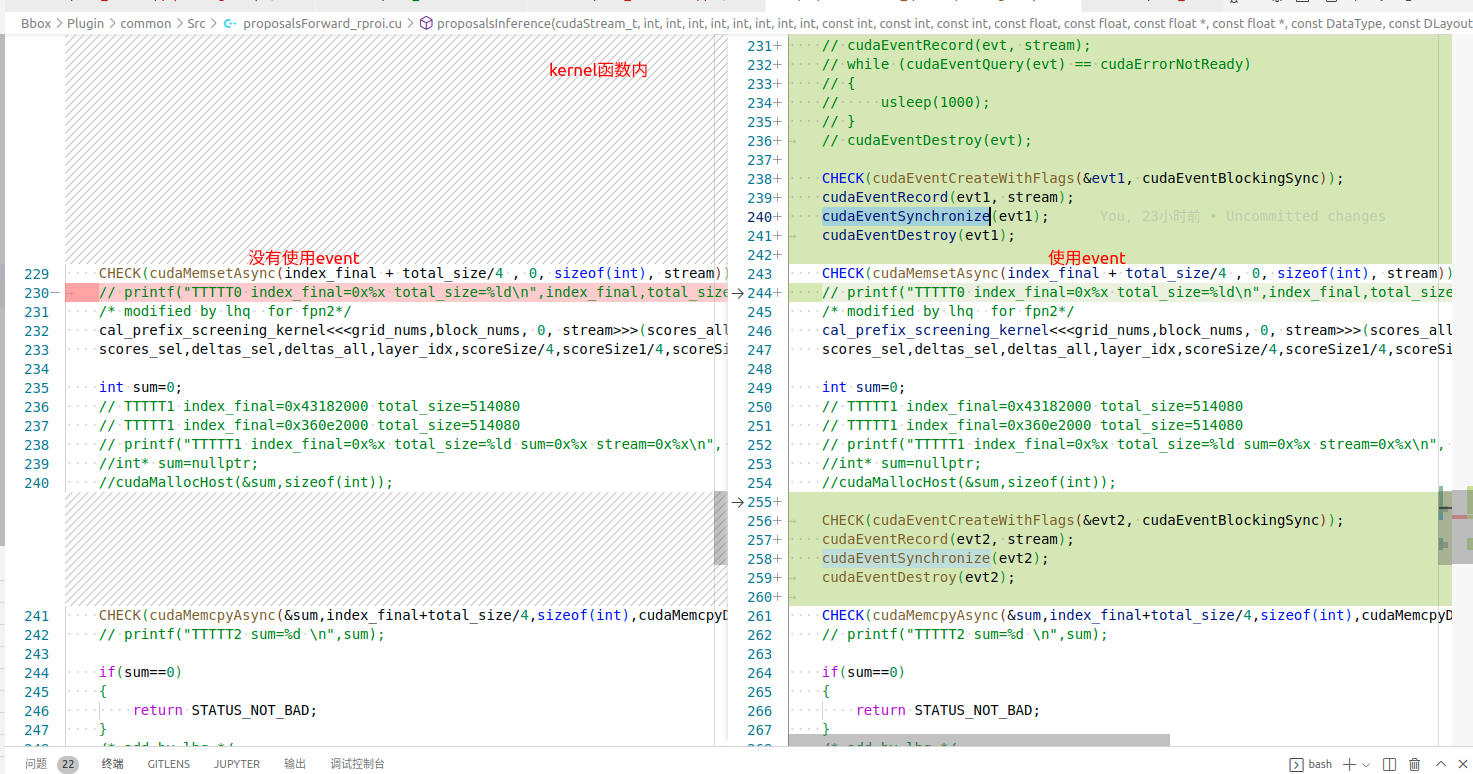 Bbox > Plugin > common > Src > proposalsForward_rproi.cu > proposalsInference(cudaStream_t, int, int, int, int, int, int, int, int, const int, const int, const int, const float, const float, const float *, const float *, const DataType, const DLayout
kernel函数内
没有使用event
229 CHECK(cudaMemsetAsync(index_final + total_size/4 , 0, sizeof(int), stream))
230— // printf("TTTTT0 index_final=0x%x total_size=%ld\n",index_final,total_size
231 /* modified by lhq  for fpn2*/
232 cal_prefix_screening_kernel<<<grid_nums,block_nums, 0, stream>>>(scores_all
233 scores_sel,deltas_sel,deltas_all,layer_idx,scoreSize/4,scoreSize1/4,scoreSi
234
235 int sum=0;
236 // TTTTT1 index_final=0x43182000 total_size=514080
237 // TTTTT1 index_final=0x360e2000 total_size=514080
238 // printf("TTTTT1 index_final=0x%x total_size=%ld sum=0x%x stream=0x%x\n",
239 //int* sum=nullptr;
240 //cudaMallocHost(&sum,sizeof(int));
241 CHECK(cudaMemcpyAsync(&sum,index_final+total_size/4,sizeof(int),cudaMemcpyD
242 // printf("TTTTT2 sum=%d \n",sum);
243
244 if(sum==0)
245 {
246 return STATUS_NOT_BAD;
247 }
231+ // cudaEventRecord(evt, stream);
232+ // while (cudaEventQuery(evt) == cudaErrorNotReady)
233+ // {
234+ //     usleep(1000);
235+ // }
236+ // cudaEventDestroy(evt);
237+
238+ CHECK(cudaEventCreateWithFlags(&evt1, cudaEventBlockingSync));
239+ cudaEventRecord(evt1, stream);
240+ cudaEventSynchronize(evt1); You, 23小时前 • Uncommitted changes
241+ cudaEventDestroy(evt1);
242+
使用event
243 CHECK(cudaMemsetAsync(index_final + total_size/4 , 0, sizeof(int), stream))
244+ // printf("TTTTT0 index_final=0x%x total_size=%ld\n",index_final,total_size
245 /* modified by lhq  for fpn2*/
246 cal_prefix_screening_kernel<<<grid_nums,block_nums, 0, stream>>>(scores_all
247 scores_sel,deltas_sel,deltas_all,layer_idx,scoreSize/4,scoreSize1/4,scoreSi
248
249 int sum=0;
250 // TTTTT1 index_final=0x43182000 total_size=514080
251 // TTTTT1 index_final=0x360e2000 total_size=514080
252 // printf("TTTTT1 index_final=0x%x total_size=%ld sum=0x%x stream=0x%x\n",
253 //int* sum=nullptr;
254 //cudaMallocHost(&sum,sizeof(int));
255+
256+ CHECK(cudaEventCreateWithFlags(&evt2, cudaEventBlockingSync));
257+ cudaEventRecord(evt2, stream);
258+ cudaEventSynchronize(evt2);
259+ cudaEventDestroy(evt2);
260+
261 CHECK(cudaMemcpyAsync(&sum,index_final+total_size/4,sizeof(int),cudaMemcpyD
262 // printf("TTTTT2 sum=%d \n",sum);
263
264 if(sum==0)
265 {
266 return STATUS_NOT_BAD;
267 }
问题 22 终端 GITLENS JUPYTER 输出 调试控制台 bash